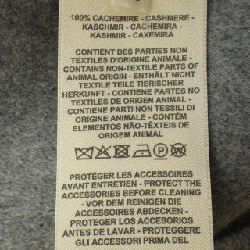 100% CACHEMIRE - CASHMERE -
KASCHMIR - CACHEMIRA -
KASHMIR - CAXEMIRA
CONTIENT DES PARTIES NON
TEXTILES D'ORIGINE ANIMALE -
CONTAINS NON-TEXTILE PARTS OF
ANIMAL ORIGIN - ENTHÄLT NICHT
TEXTILE TEILE TIERISCHER
HERKUNFT - CONTIENE PARTES NO
TEXTILES DE ORIGEN ANIMAL -
CONTIENE PARTI NON TESSILI DI
ORIGINE ANIMALE - CONTÉM
ELEMENTOS NÃO-TÊXTEIS DE
ORIGEM ANIMAL
PROTÉGER LES ACCESSOIRES
AVANT ENTRETIEN - PROTECT THE
ACCESSORIES BEFORE CLEANING
- VOR DEM REINIGEN DIE
ACCESSOIRES ABDECKEN -
PROTEGER LOS ACCESORIOS
ANTES DE LAVAR - PROTEGGERE
GLI ACCESSORI PRIMA DEL